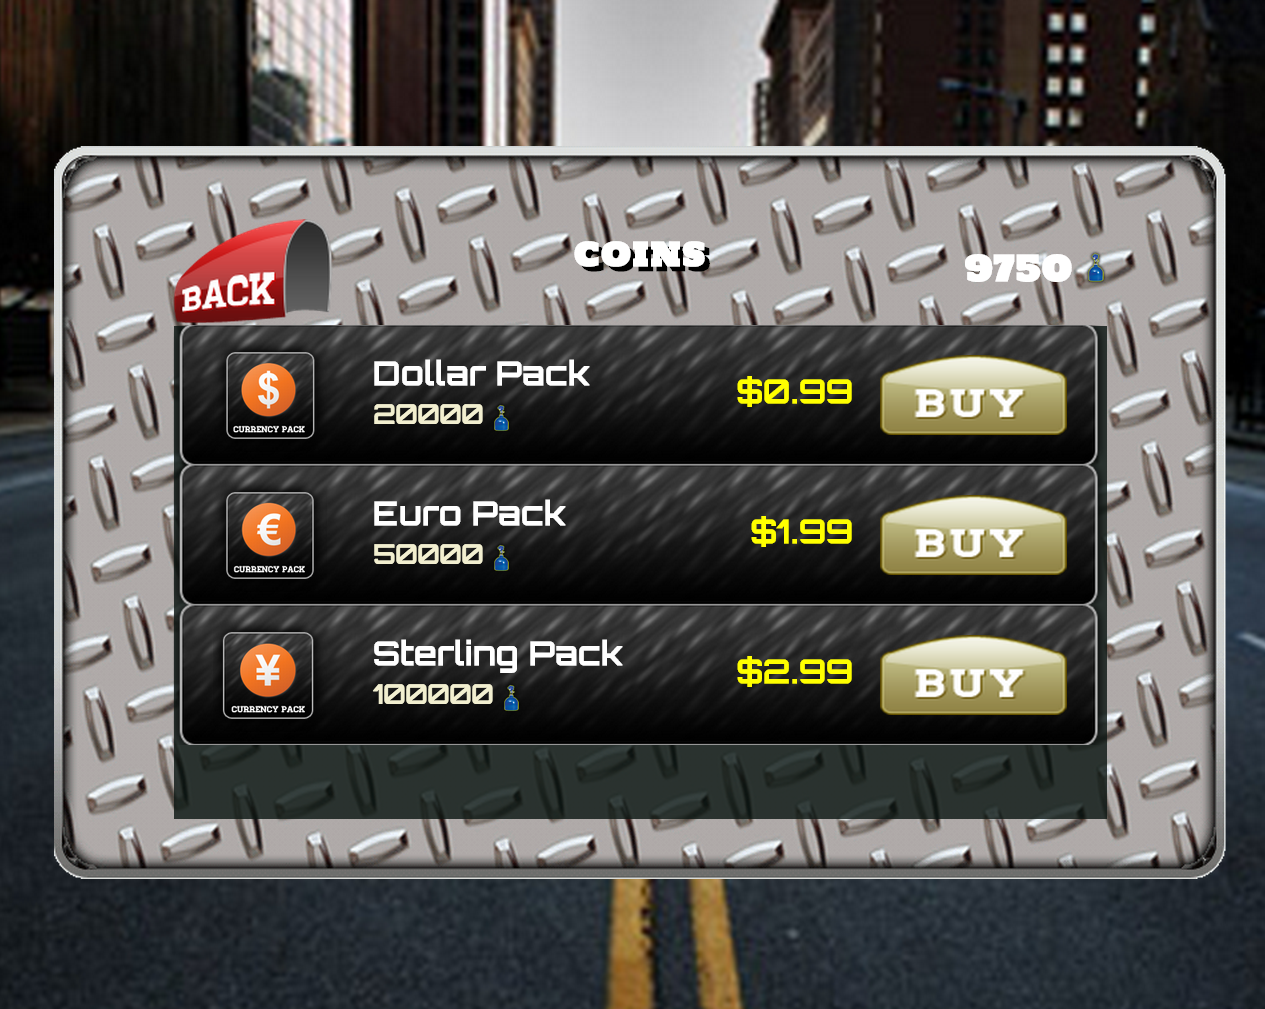 COINS
9750
BACK
$
CURRENCY PACK
Dollar Pack
20000
$0.99
BUY
€
CURRENCY PACK
Euro Pack
50000
$1.99
BUY
¥
CURRENCY PACK
Sterling Pack
100000
$2.99
BUY